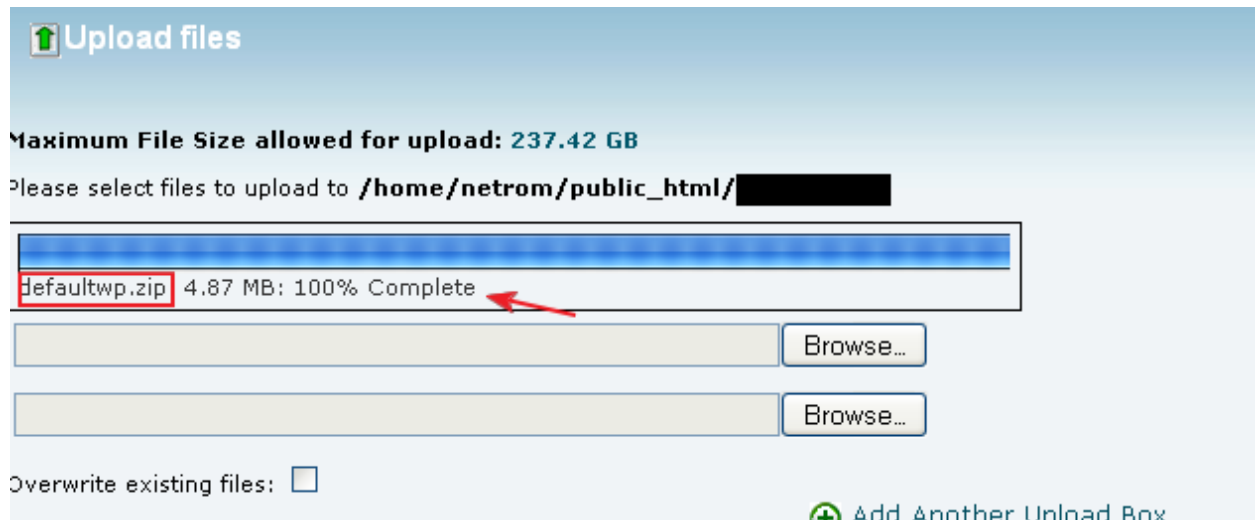 Upload files
Maximum File Size allowed for upload: 237.42 GB
Please select files to upload to /home/netrom/public_html/
defaultwp.zip 4.87 MB: 100% Complete
Browse...
Browse...
Overwrite existing files:
Add Another Upload Box